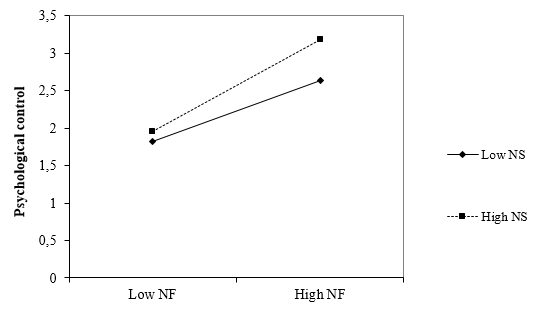 3,5
3
2,5
2
1,5
1
0,5
0
Psychological control
Low NF
High NF
Low NS
High NS